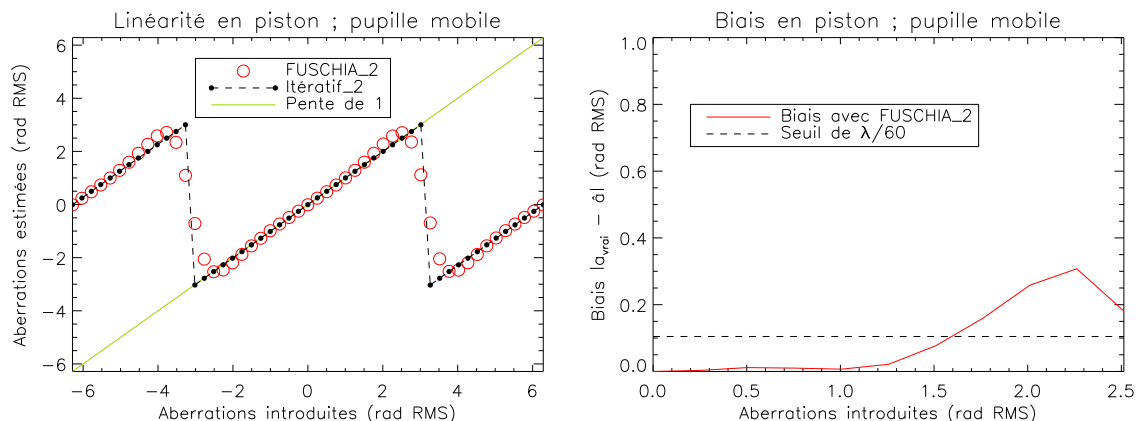 Linéarité en piston ; pupille mobile
Aberrations estimées (rad RMS)
6
4
2
0
−2
−4
−6
FUSCHIA_2
Itératif_2
Pente de 1
−6 −4 −2 0 2 4 6
Aberrations introduites (rad RMS)
Biais en piston ; pupille mobile
Biais |a_vrai − â| (rad RMS)
1.0
0.8
0.6
0.4
0.2
0.0
Biais avec FUSCHIA_2
Seuil de λ/60
0.0 0.5 1.0 1.5 2.0 2.5
Aberrations introduites (rad RMS)